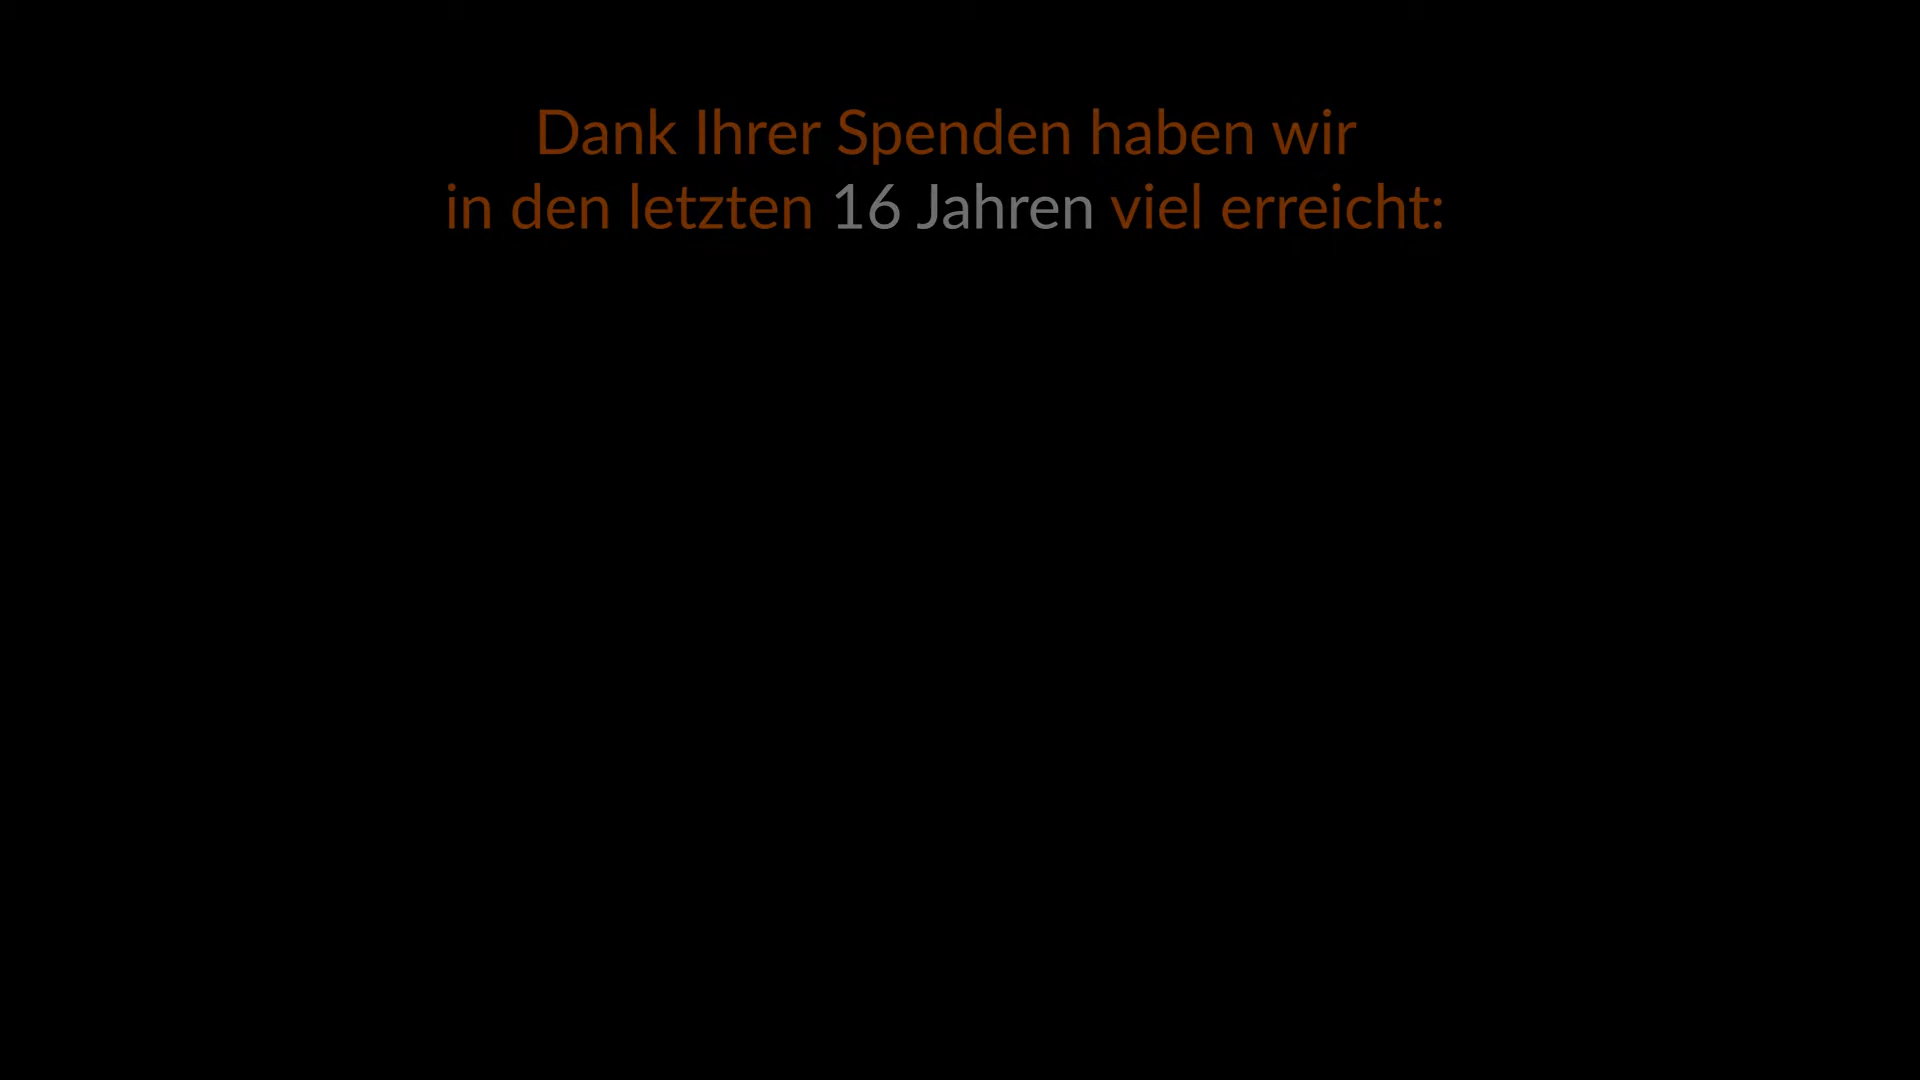 Dank Ihrer Spenden haben wir
in den letzten 16 Jahren viel erreicht: